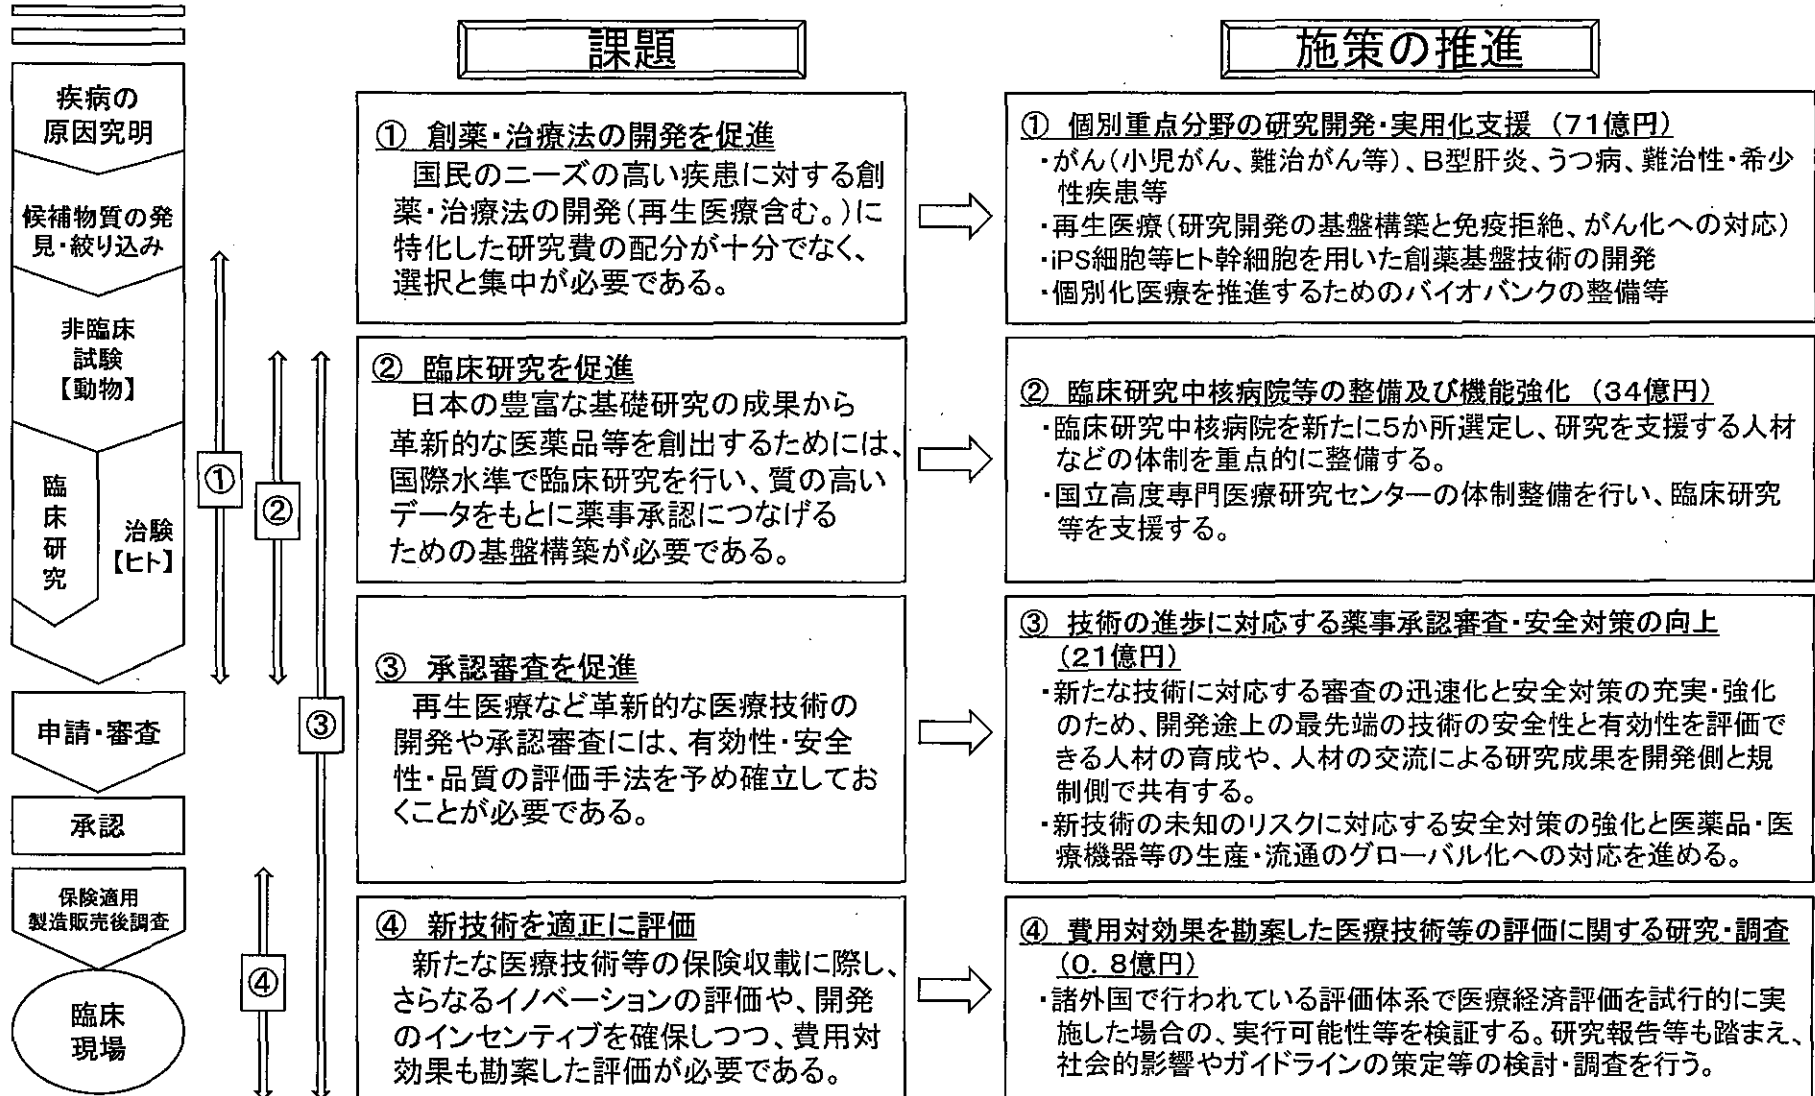 課題
施策の推進
疾病の
原因究明
候補物質の発
見・絞り込み
非臨床
試験
【動物】
臨
床
研
究
治験
【ヒト】
申請・審査
承認
保険適用
製造販売後調査
臨床
現場
①
②
③
④
① 創薬・治療法の開発を促進
国民のニーズの高い疾患に対する創
薬・治療法の開発(再生医療含む。)に
特化した研究費の配分が十分でなく、
選択と集中が必要である。
② 臨床研究を促進
日本の豊富な基礎研究の成果から
革新的な医薬品等を創出するためには、
国際水準で臨床研究を行い、質の高い
データをもとに薬事承認につなげる
ための基盤構築が必要である。
③ 承認審査を促進
再生医療など革新的な医療技術の
開発や承認審査には、有効性・安全
性・品質の評価手法を予め確立してお
くことが必要である。
④ 新技術を適正に評価
新たな医療技術等の保険収載に際し、
さらなるイノベーションの評価や、開発
のインセンティブを確保しつつ、費用対
効果も勘案した評価が必要である。
① 個別重点分野の研究開発・実用化支援 (71億円)
・がん(小児がん、難治がん等)、B型肝炎、うつ病、難治性・希少
性疾患等
・再生医療(研究開発の基盤構築と免疫拒絶、がん化への対応)
・iPS細胞等ヒト幹細胞を用いた創薬基盤技術の開発
・個別化医療を推進するためのバイオバンクの整備等
② 臨床研究中核病院等の整備及び機能強化 (34億円)
・臨床研究中核病院を新たに5か所選定し、研究を支援する人材
などの体制を重点的に整備する。
・国立高度専門医療研究センターの体制整備を行い、臨床研究
等を支援する。
③ 技術の進歩に対応する薬事承認審査・安全対策の向上
(21億円)
・新たな技術に対応する審査の迅速化と安全対策の充実・強化
のため、開発途上の最先端の技術の安全性と有効性を評価で
きる人材の育成や、人材の交流による研究成果を開発側と規
制側で共有する。
・新技術の未知のリスクに対応する安全対策の強化と医薬品・医
療機器等の生産・流通のグローバル化への対応を進める。
④ 費用対効果を勘案した医療技術等の評価に関する研究・調査
(0.8億円)
・諸外国で行われている評価体系で医療経済評価を試行的に実
施した場合の、実行可能性等を検証する。研究報告等も踏まえ、
社会的影響やガイドラインの策定等の検討・調査を行う。